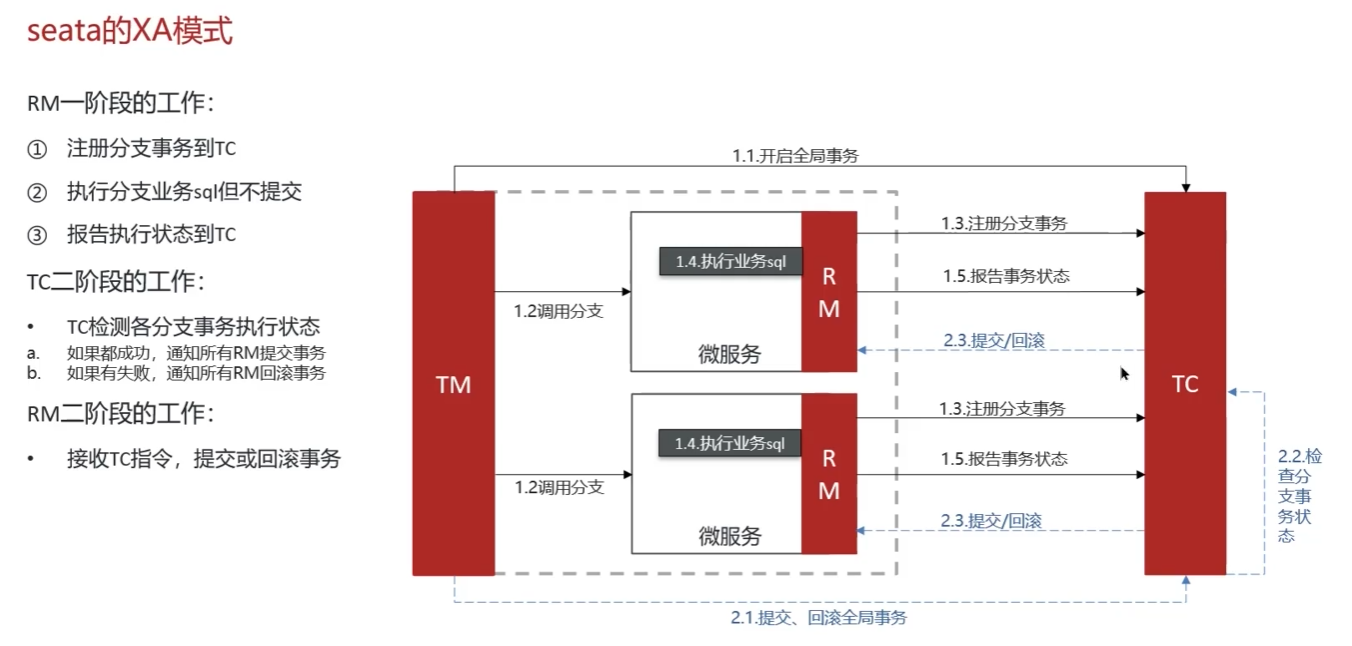 seata的XA模式
RM一阶段的工作：
① 注册分支事务到TC
② 执行分支业务sql但不提交
③ 报告执行状态到TC
TC二阶段的工作：
• TC检测各分支事务执行状态
a. 如果都成功，通知所有RM提交事务
b. 如果有失败，通知所有RM回滚事务
RM二阶段的工作：
• 接收TC指令，提交或回滚事务
1.1.开启全局事务
TM
1.2调用分支
1.4.执行业务sql
微服务
R
M
1.3.注册分支事务
1.5.报告事务状态
2.3.提交/回滚
1.2调用分支
1.4.执行业务sql
微服务
R
M
1.3.注册分支事务
1.5.报告事务状态
2.3.提交/回滚
TC
2.2.检
查分
支事
务状
态
2.1.提交、回滚全局事务